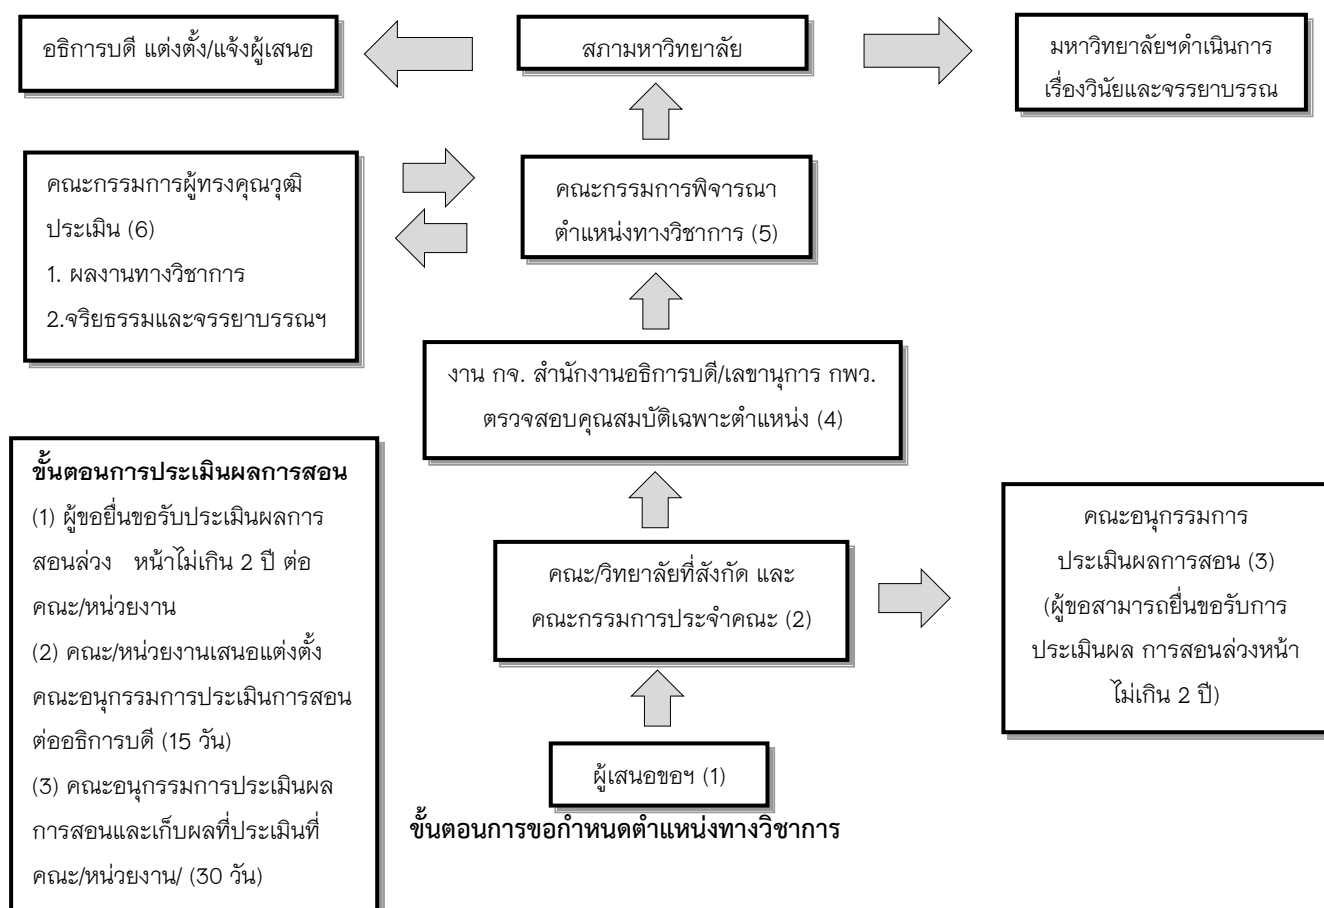 อธิการบดี แต่งตั้ง/แจ้งผู้เสนอ
สภามหาวิทยาลัย
มหาวิทยาลัยฯดำเนินการ
เรื่องวินัยและจรรยาบรรณ
คณะกรรมการผู้ทรงคุณวุฒิ
ประเมิน (6)
1. ผลงานทางวิชาการ
2.จริยธรรมและจรรยาบรรณฯ
คณะกรรมการพิจารณา
ตำแหน่งทางวิชาการ (5)
งาน กจ. สำนักงานอธิการบดี/เลขานุการ กพว.
ตรวจสอบคุณสมบัติเฉพาะตำแหน่ง (4)
ขั้นตอนการประเมินผลการสอน
(1) ผู้ขอยื่นขอรับประเมินผลการ
สอนล่วง หน้าไม่เกิน 2 ปี ต่อ
คณะ/หน่วยงาน
(2) คณะ/หน่วยงานเสนอแต่งตั้ง
คณะอนุกรรมการประเมินการสอน
ต่ออธิการบดี (15 วัน)
(3) คณะอนุกรรมการประเมินผล
การสอนและเก็บผลที่ประเมินที่
คณะ/หน่วยงาน/ (30 วัน)
คณะ/วิทยาลัยที่สังกัด และ
คณะกรรมการประจำคณะ (2)
คณะอนุกรรมการ
ประเมินผลการสอน (3)
(ผู้ขอสามารถยื่นขอรับการ
ประเมินผล การสอนล่วงหน้า
ไม่เกิน 2 ปี)
ผู้เสนอขอฯ (1)
ขั้นตอนการขอกำหนดตำแหน่งทางวิชาการ